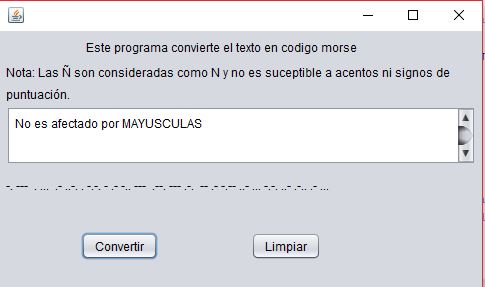 Este programa convierte el texto en codigo morse
Nota: Las Ñ son consideradas como N y no es suceptible a acentos ni signos de
puntuación.
No es afectado por MAYUSCULAS
-. --- . ... .- ..-. . -.-. - .- -.. --- .--. --- .-. -- .- -.-- ..- ... -.-. ..- .-.. .- ...
Convertir
Limpiar